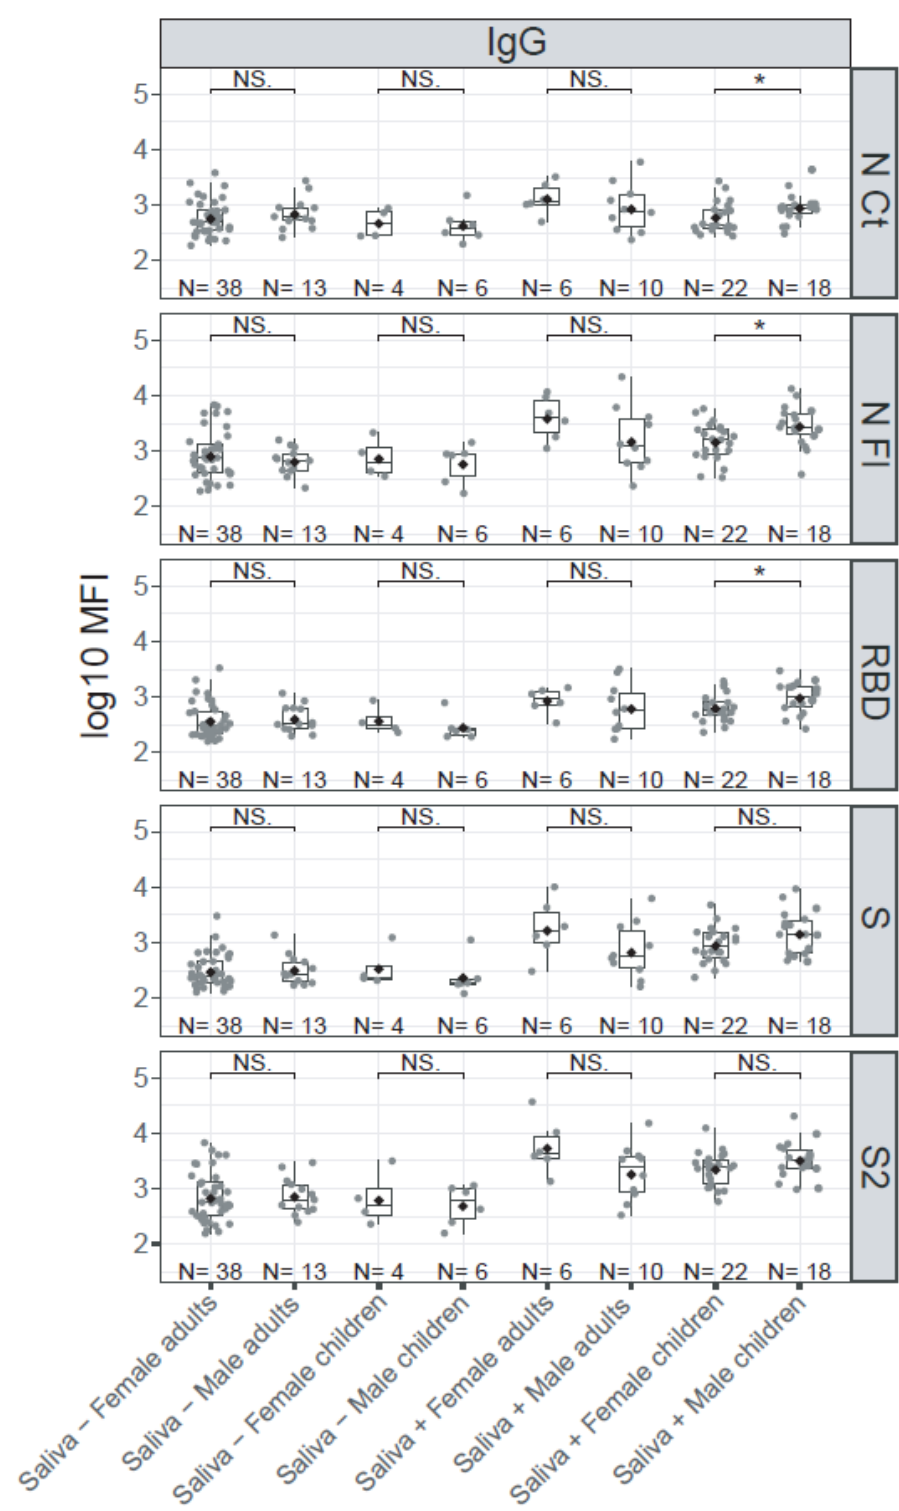 IgG
NS. NS. NS. *
5
4
3
2
N= 38 N= 13 N= 4 N= 6 N= 6 N= 10 N= 22 N= 18
N Ct
NS. NS. NS. *
5
4
3
2
N= 38 N= 13 N= 4 N= 6 N= 6 N= 10 N= 22 N= 18
N Fl
log10 MFI
NS. NS. NS. *
5
4
3
2
N= 38 N= 13 N= 4 N= 6 N= 6 N= 10 N= 22 N= 18
RBD
NS. NS. NS. NS.
5
4
3
2
N= 38 N= 13 N= 4 N= 6 N= 6 N= 10 N= 22 N= 18
S
NS. NS. NS. NS.
5
4
3
2
N= 38 N= 13 N= 4 N= 6 N= 6 N= 10 N= 22 N= 18
S2
Saliva − Female adults
Saliva − Male adults
Saliva − Female children
Saliva − Male children
Saliva + Female adults
Saliva + Male adults
Saliva + Female children
Saliva + Male children